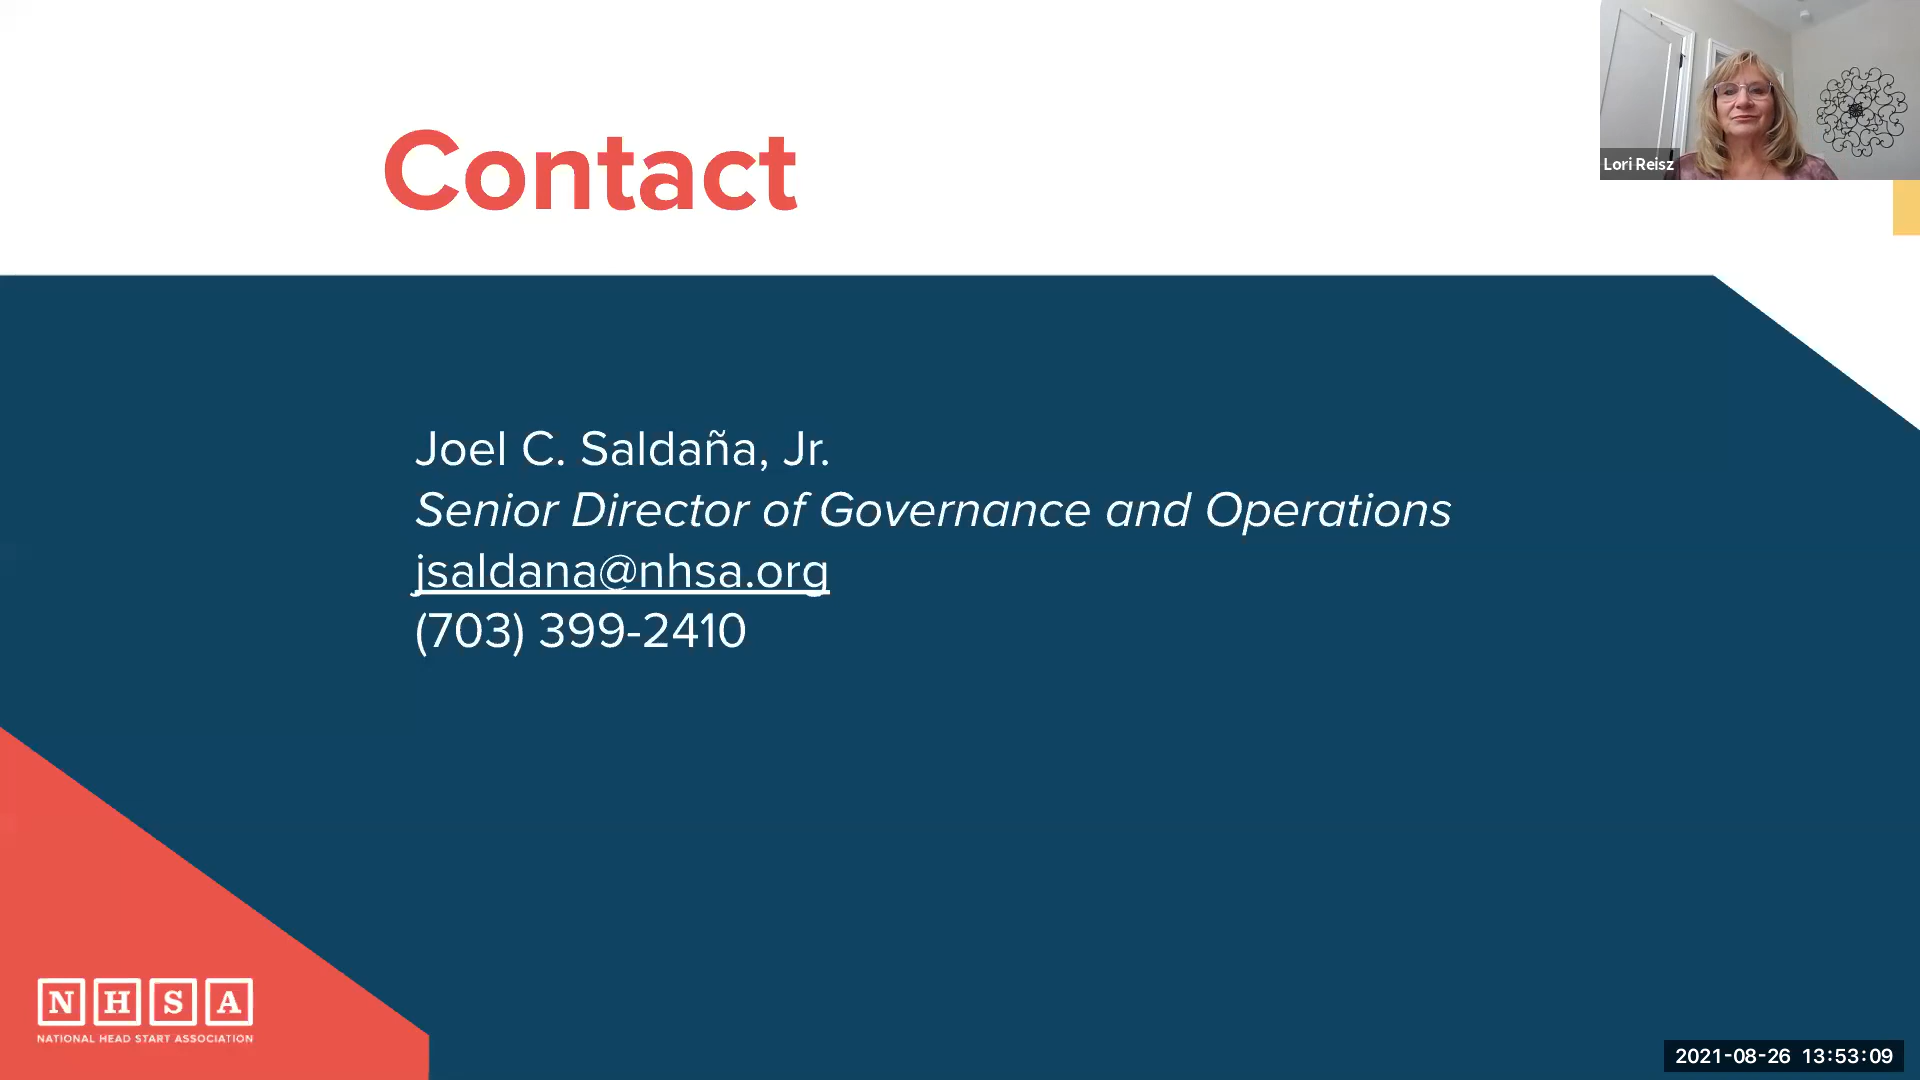 Contact
Lori Reisz
Joel C. Saldaña, Jr.
Senior Director of Governance and Operations
jsaldana@nhsa.org
(703) 399-2410
NHSA
NATIONAL HEAD START ASSOCIATION
2021-08-26 13:53:09